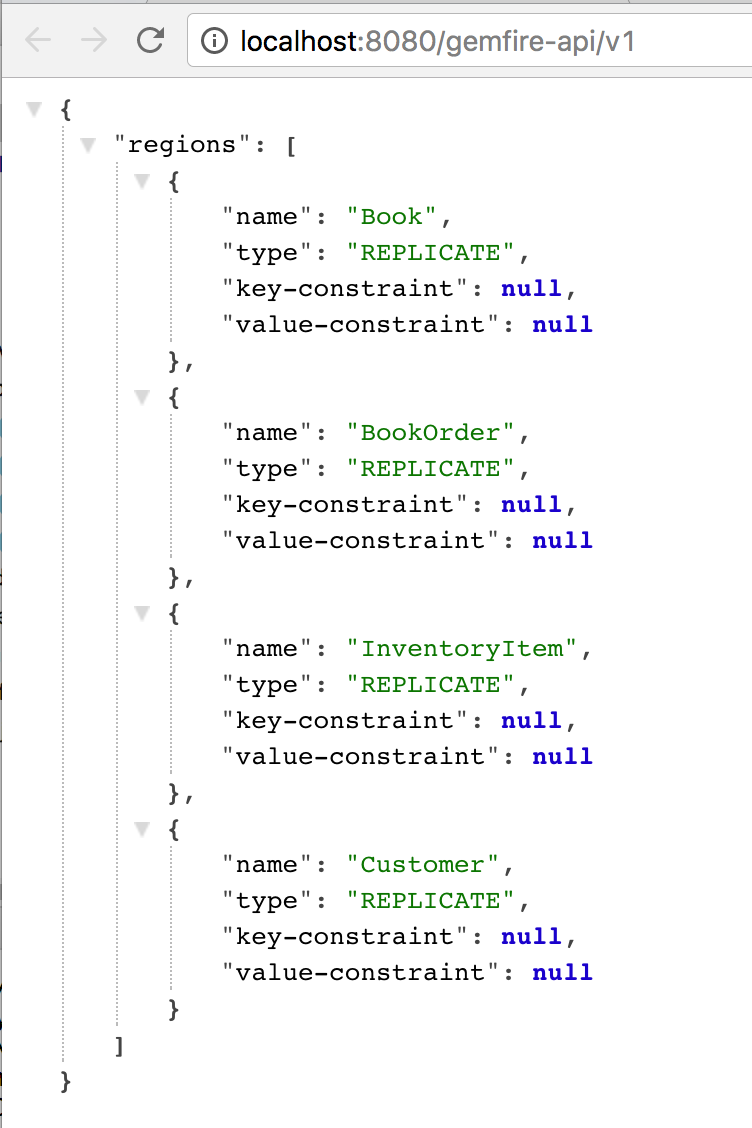 localhost:8080/gemfire-api/v1
{
"regions": [
{
"name": "Book",
"type": "REPLICATE",
"key-constraint": null,
"value-constraint": null
},
{
"name": "BookOrder",
"type": "REPLICATE",
"key-constraint": null,
"value-constraint": null
},
{
"name": "InventoryItem",
"type": "REPLICATE",
"key-constraint": null,
"value-constraint": null
},
{
"name": "Customer",
"type": "REPLICATE",
"key-constraint": null,
"value-constraint": null
}
]
}